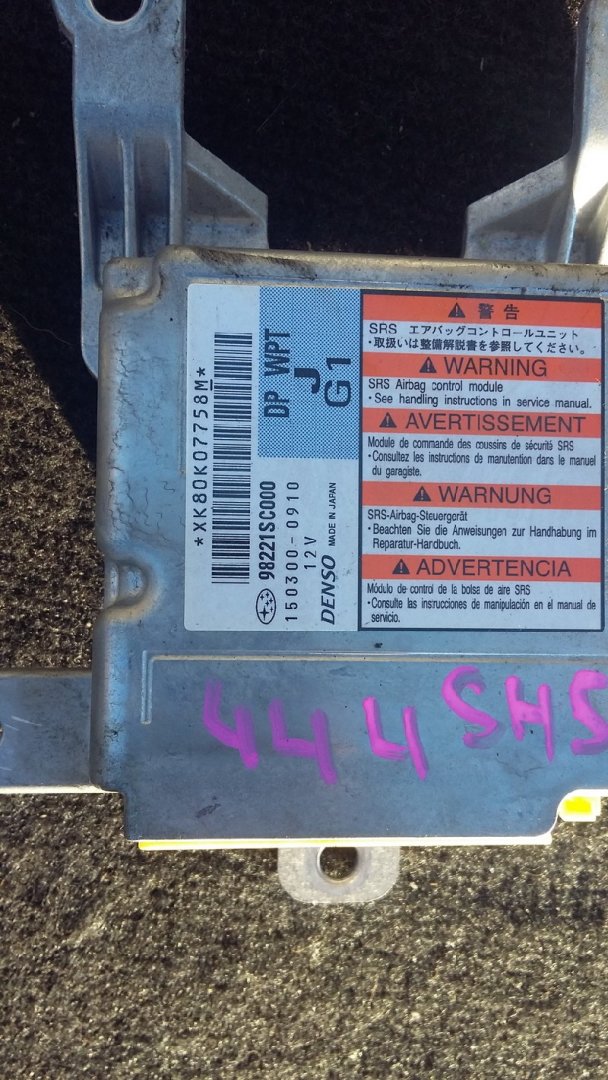 *XK80K07758M*
98221SC000
150300-0910
12V
DENSO MADE IN JAPAN
DP WPT
J
G1
警告
SRS エアバッグコントロールユニット
・取扱いは整備解説書を参照してください。
WARNING
SRS Airbag control module
・See handling instructions in service manual.
AVERTISSEMENT
Module de commande des coussins de sécurité SRS
・Consultez les instructions de manutention dans le manuel
du garagiste.
WARNUNG
SRS-Airbag-Steuergerät
・Beachten Sie die Anweisungen zur Handhabung im
Reparatur-Handbuch.
ADVERTENCIA
Módulo de control de la bolsa de aire SRS
・Consulte las instrucciones de manipulación en el manual de
servicio.
444 SHS